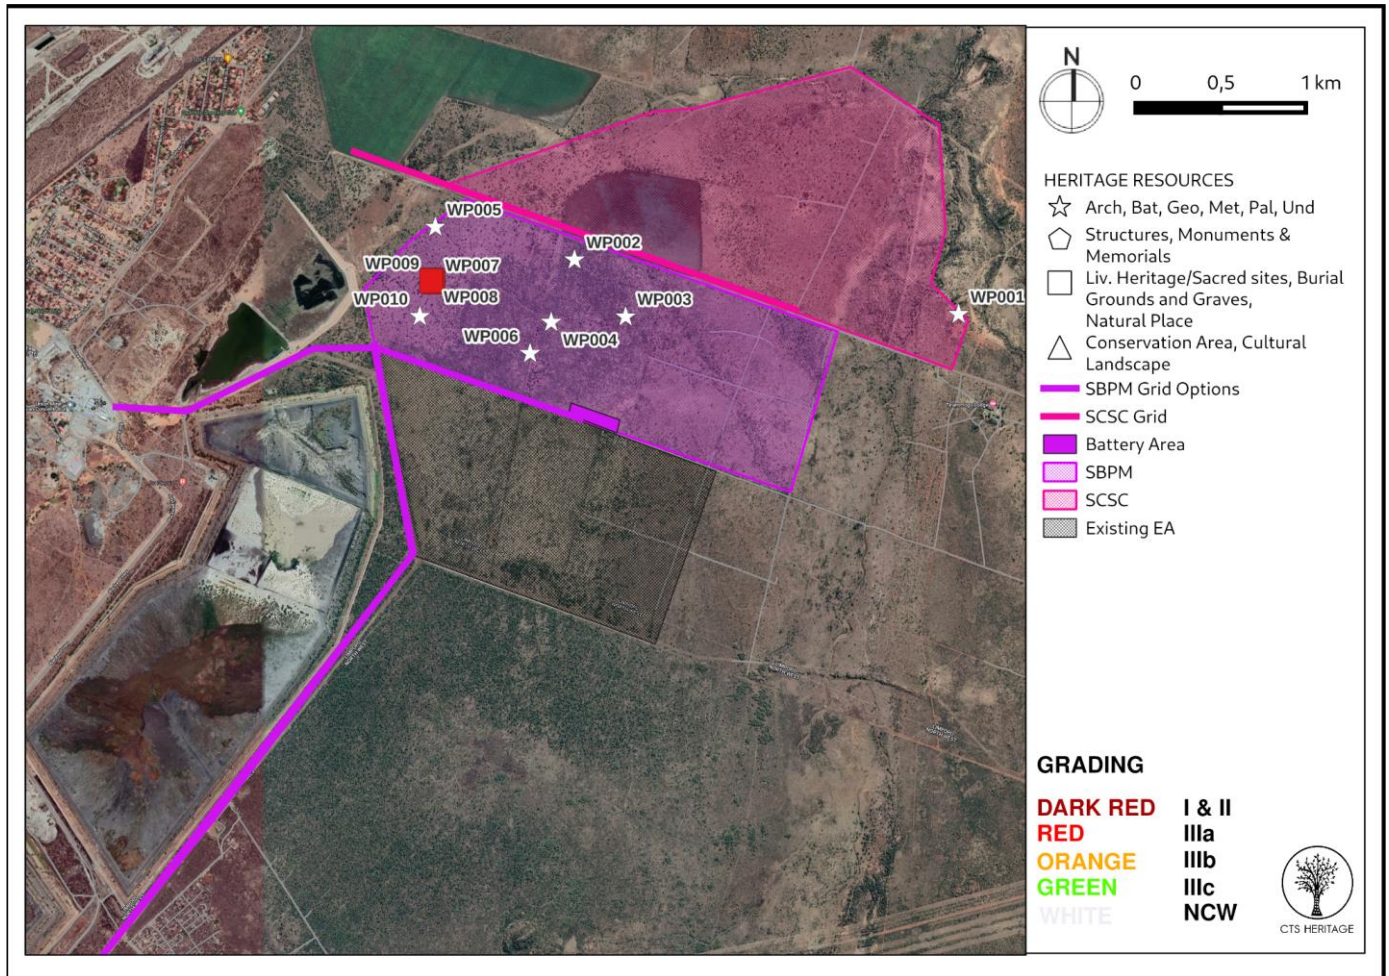 WP005
WP002
WP009
WP007
WP010
WP008
WP003
WP001
WP006
WP004
N
0 0,5 1 km
HERITAGE RESOURCES
Arch, Bat, Geo, Met, Pal, Und
Structures, Monuments &
Memorials
Liv. Heritage/Sacred sites, Burial
Grounds and Graves,
Natural Place
Conservation Area, Cultural
Landscape
SBPM Grid Options
SCSC Grid
Battery Area
SBPM
SCSC
Existing EA
GRADING
DARK RED I & II
RED IIIa
ORANGE IIIb
GREEN IIIc
WHITE NCW
CTS HERITAGE